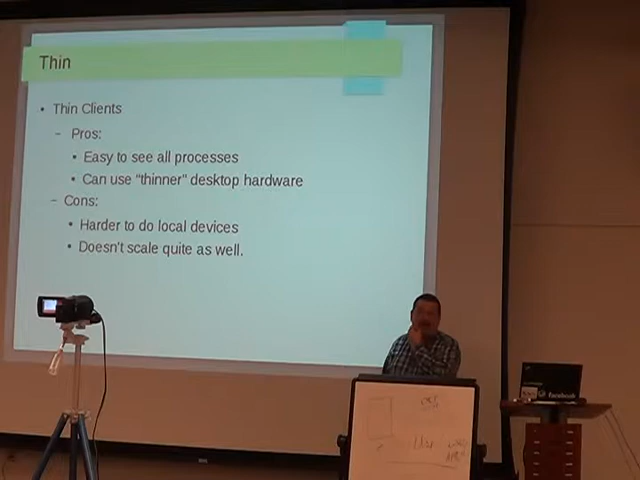 Thin
• Thin Clients
– Pros:
• Easy to see all processes
• Can use "thinner" desktop hardware
– Cons:
• Harder to do local devices
• Doesn't scale quite as well.
facebook